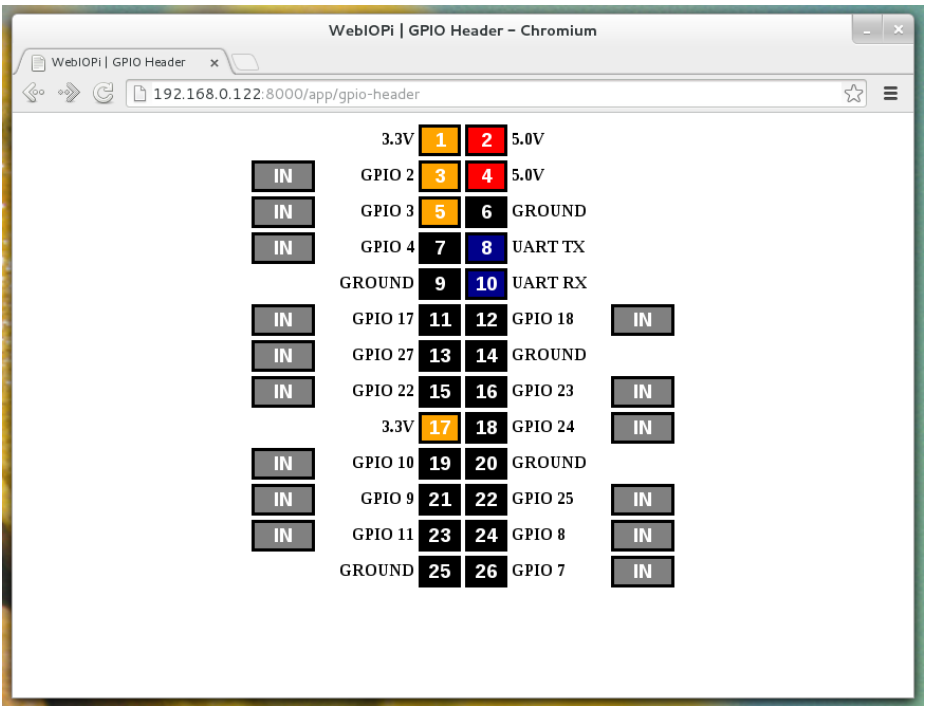 WebIOPi | GPIO Header – Chromium
WebIOPi | GPIO Header x
192.168.0.122:8000/app/gpio-header
3.3V 1 2 5.0V
IN GPIO 2 3 4 5.0V
IN GPIO 3 5 6 GROUND
IN GPIO 4 7 8 UART TX
GROUND 9 10 UART RX
IN GPIO 17 11 12 GPIO 18 IN
IN GPIO 27 13 14 GROUND
IN GPIO 22 15 16 GPIO 23 IN
3.3V 17 18 GPIO 24 IN
IN GPIO 10 19 20 GROUND
IN GPIO 9 21 22 GPIO 25 IN
IN GPIO 11 23 24 GPIO 8 IN
GROUND 25 26 GPIO 7 IN